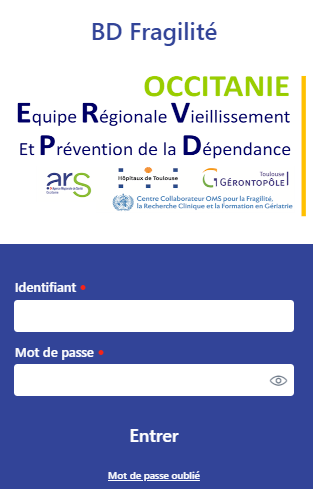 BD Fragilité
OCCITANIE
Equipe Régionale Vieillissement
Et Prévention de la Dépendance
ars
Hôpitaux de Toulouse
Toulouse
GÉRONTOPÔLE
Centre Collaborateur OMS pour la Fragilité,
la Recherche Clinique et la Formation en Gériatrie
Identifiant •
Mot de passe •
Entrer
Mot de passe oublié